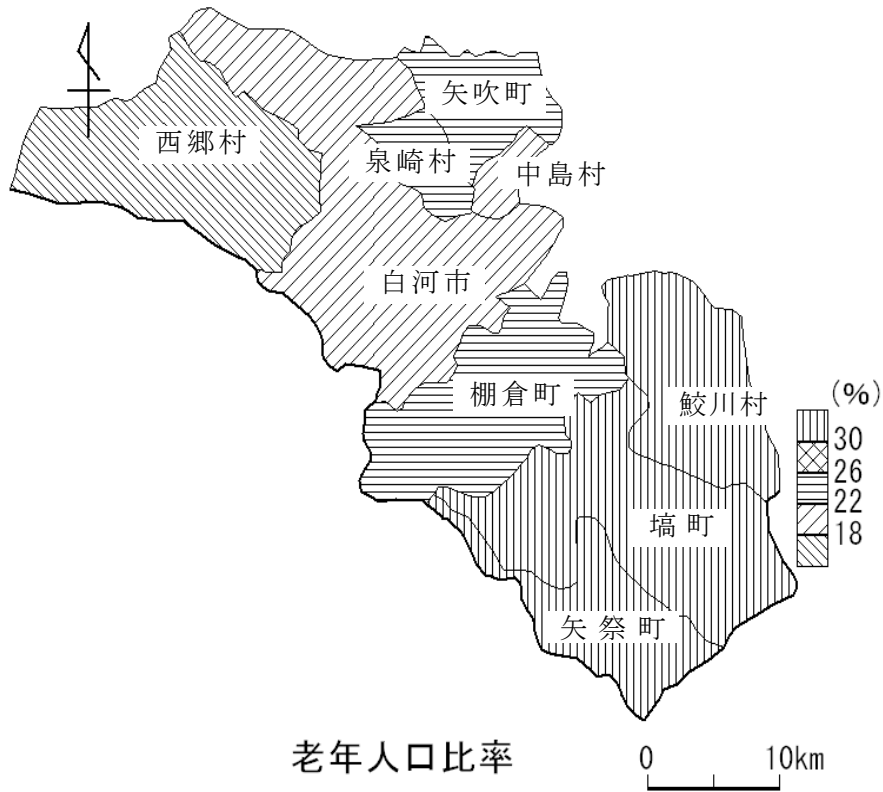 矢吹町
西郷村
泉崎村
中島村
白河市
棚倉町
鮫川村
塙町
矢祭町
(%)
30
26
22
18
老年人口比率
0 10km